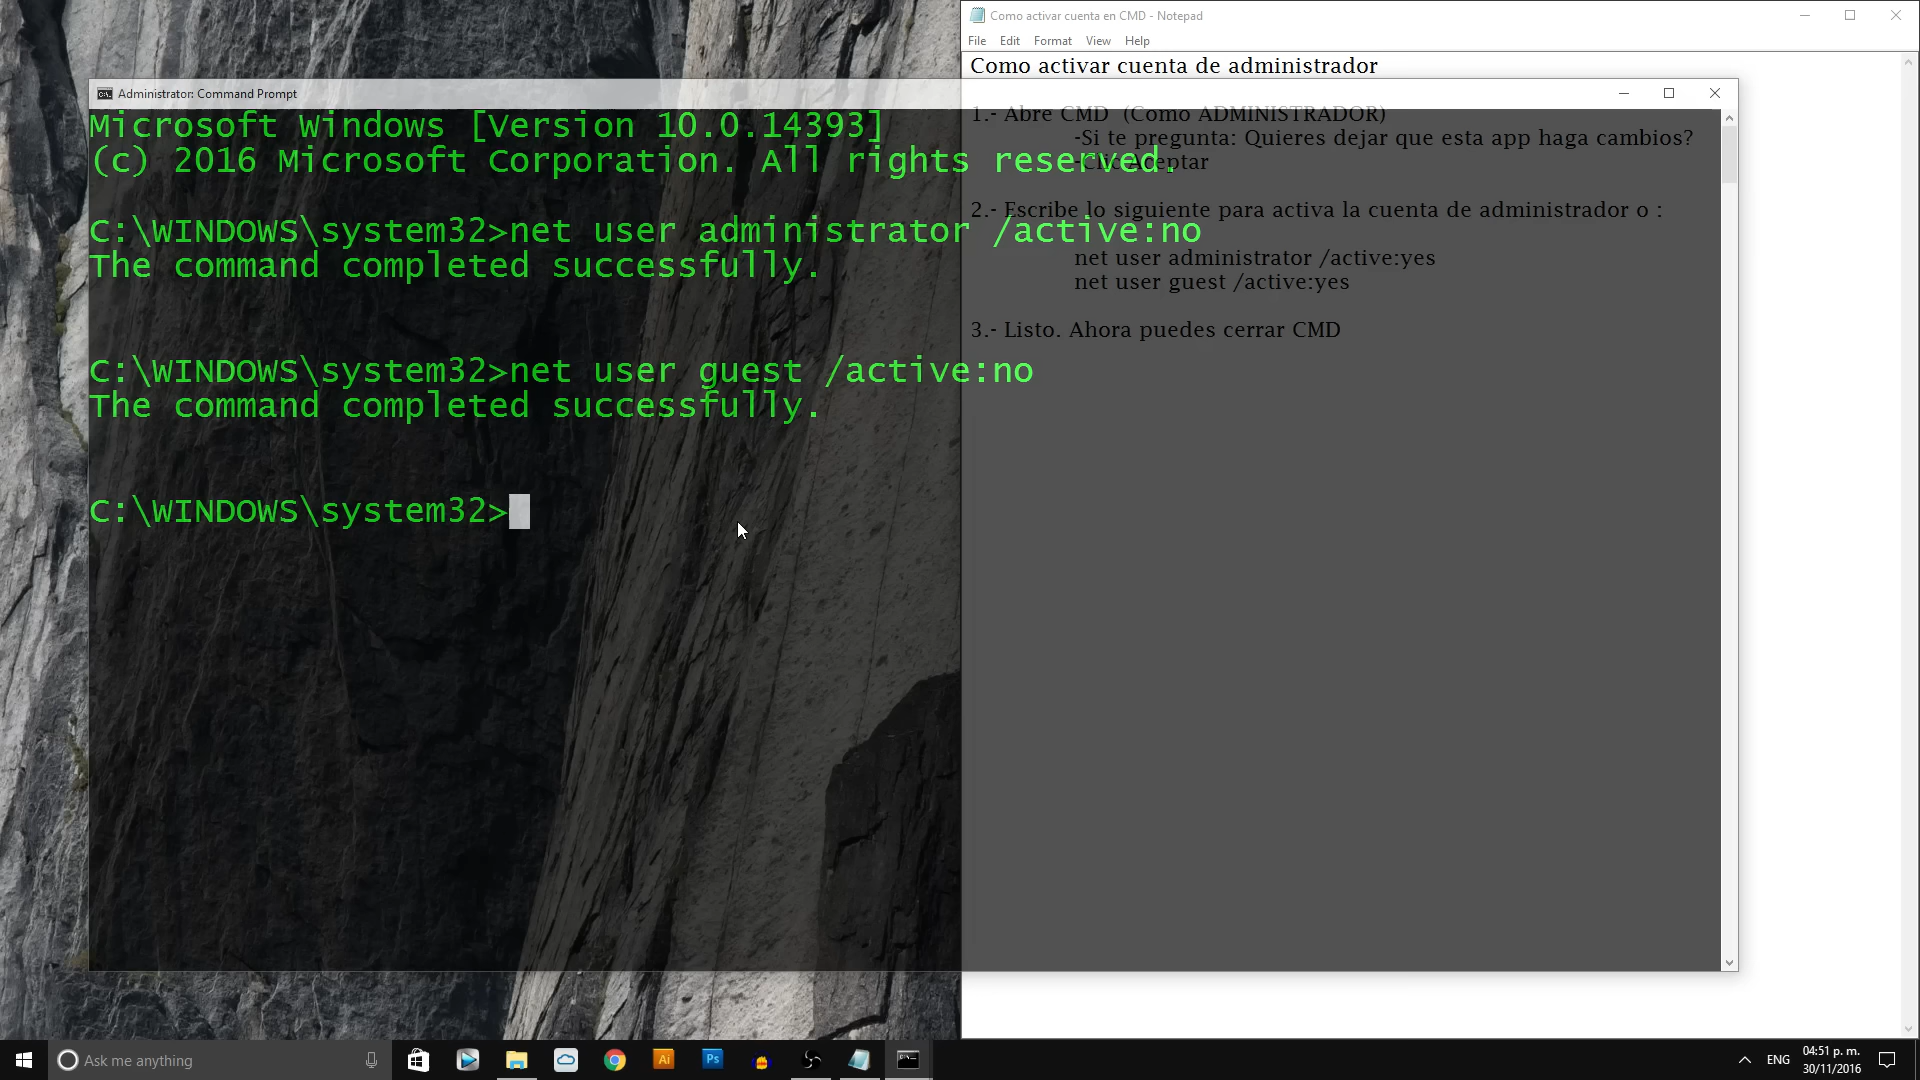 Como activar cuenta en CMD - Notepad
File Edit Format View Help
Como activar cuenta de administrador
1.- Abre CMD (Como ADMINISTRADOR)
-Si te pregunta: Quieres dejar que esta app haga cambios?
-Clic Aceptar
2.- Escribe lo siguiente para activa la cuenta de administrador o :
net user administrator /active:yes
net user guest /active:yes
3.- Listo. Ahora puedes cerrar CMD
Administrator: Command Prompt
Microsoft Windows [Version 10.0.14393]
(c) 2016 Microsoft Corporation. All rights reserved.
C:\WINDOWS\system32>net user administrator /active:no
The command completed successfully.
C:\WINDOWS\system32>net user guest /active:no
The command completed successfully.
C:\WINDOWS\system32>
Ask me anything
Ai
Ps
ENG
04:51 p. m.
30/11/2016